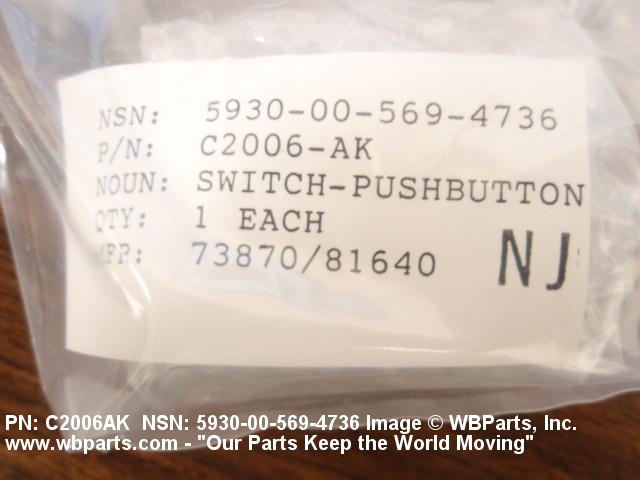 NSN: 5930-00-569-4736
P/N: C2006-AK
NOUN: SWITCH-PUSHBUTTON
QTY: 1 EACH
MFR: 73870/81640
NJ
PN: C2006AK NSN: 5930-00-569-4736 Image © WBParts, Inc.
www.wbparts.com - "Our Parts Keep the World Moving"